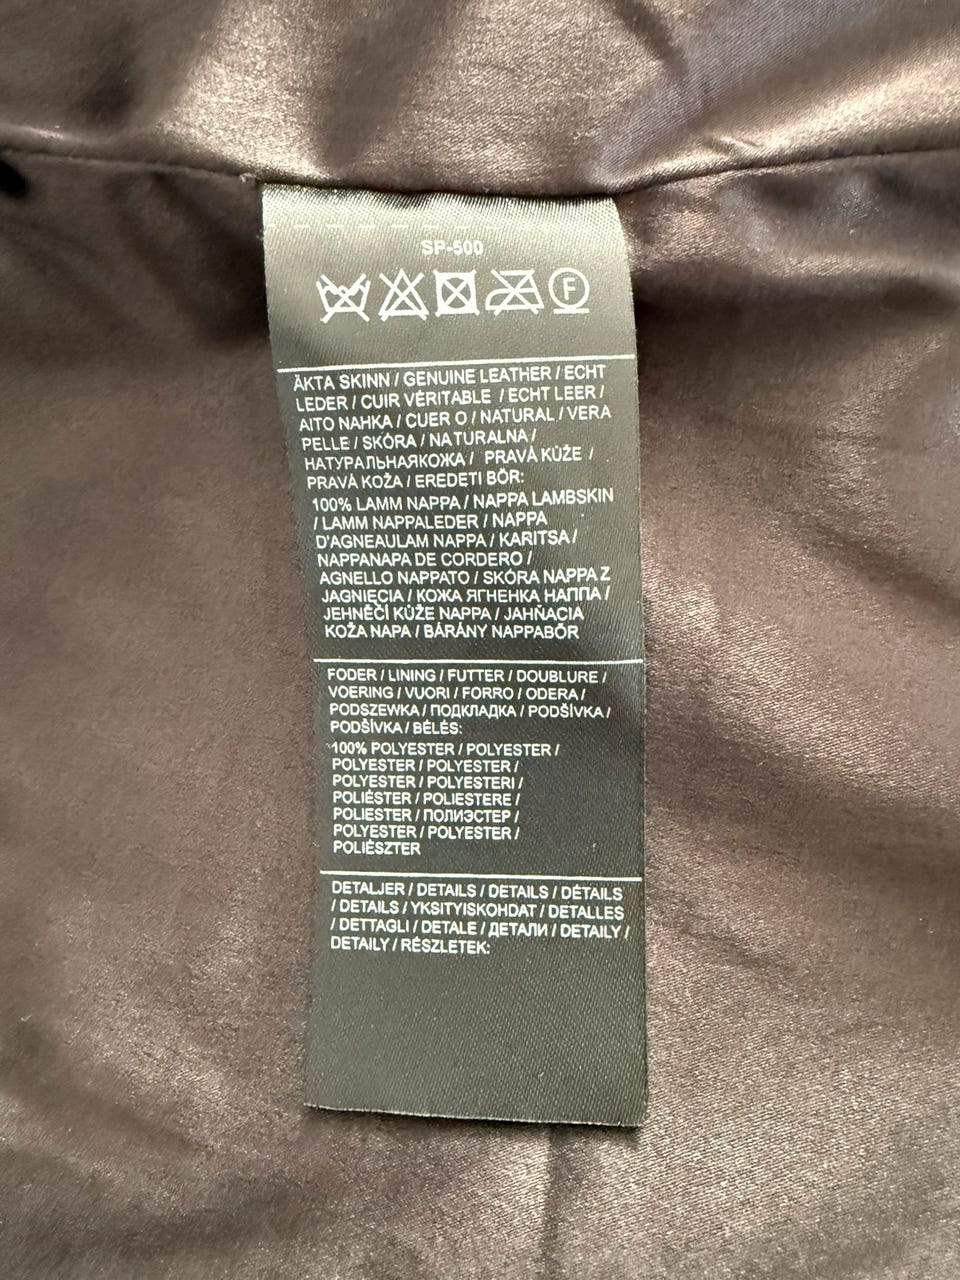 SP-500
F
ÄKTA SKINN / GENUINE LEATHER / ECHT
LEDER / CUIR VÉRITABLE / ECHT LEER /
AITO NAHKA / CUER O / NATURAL / VERA
PELLE / SKÓRA / NATURALNA /
НАТУРАЛЬНАЯКОЖА / PRAVÁ KŮŽE /
PRAVÁ KOŽA / EREDETI BŐR:
100% LAMM NAPPA / NAPPA LAMBSKIN
/ LAMM NAPPALEDER / NAPPA
D'AGNEAULAM NAPPA / KARITSA /
NAPPANAPA DE CORDERO /
AGNELLO NAPPATO / SKÓRA NAPPA Z
JAGNIĘCIA / КОЖА ЯГНЕНКА НАППА /
JEHNĚČÍ KŮŽE NAPPA / JAHŇACIA
KOŽA NAPA / BÁRÁNY NAPPABŐR
FODER / LINING / FUTTER / DOUBLURE /
VOERING / VUORI / FORRO / ODERA /
PODSZEWKA / ПОДКЛАДКА / PODŠÍVKA /
PODŠÍVKA / BÉLÉS:
100% POLYESTER / POLYESTER /
POLYESTER / POLYESTER /
POLYESTER / POLYESTERI /
POLIÉSTER / POLIESTERE /
POLIESTER / ПОЛИЭСТЕР /
POLYESTER / POLYESTER /
POLIÉSZTER
DETALJER / DETAILS / DETAILS / DÉTAILS
/ DETAILS / YKSITYISKOHDAT / DETALLES
/ DETTAGLI / DETALE / ДЕТАЛИ / DETAILY /
DETAILY / RÉSZLETEK: